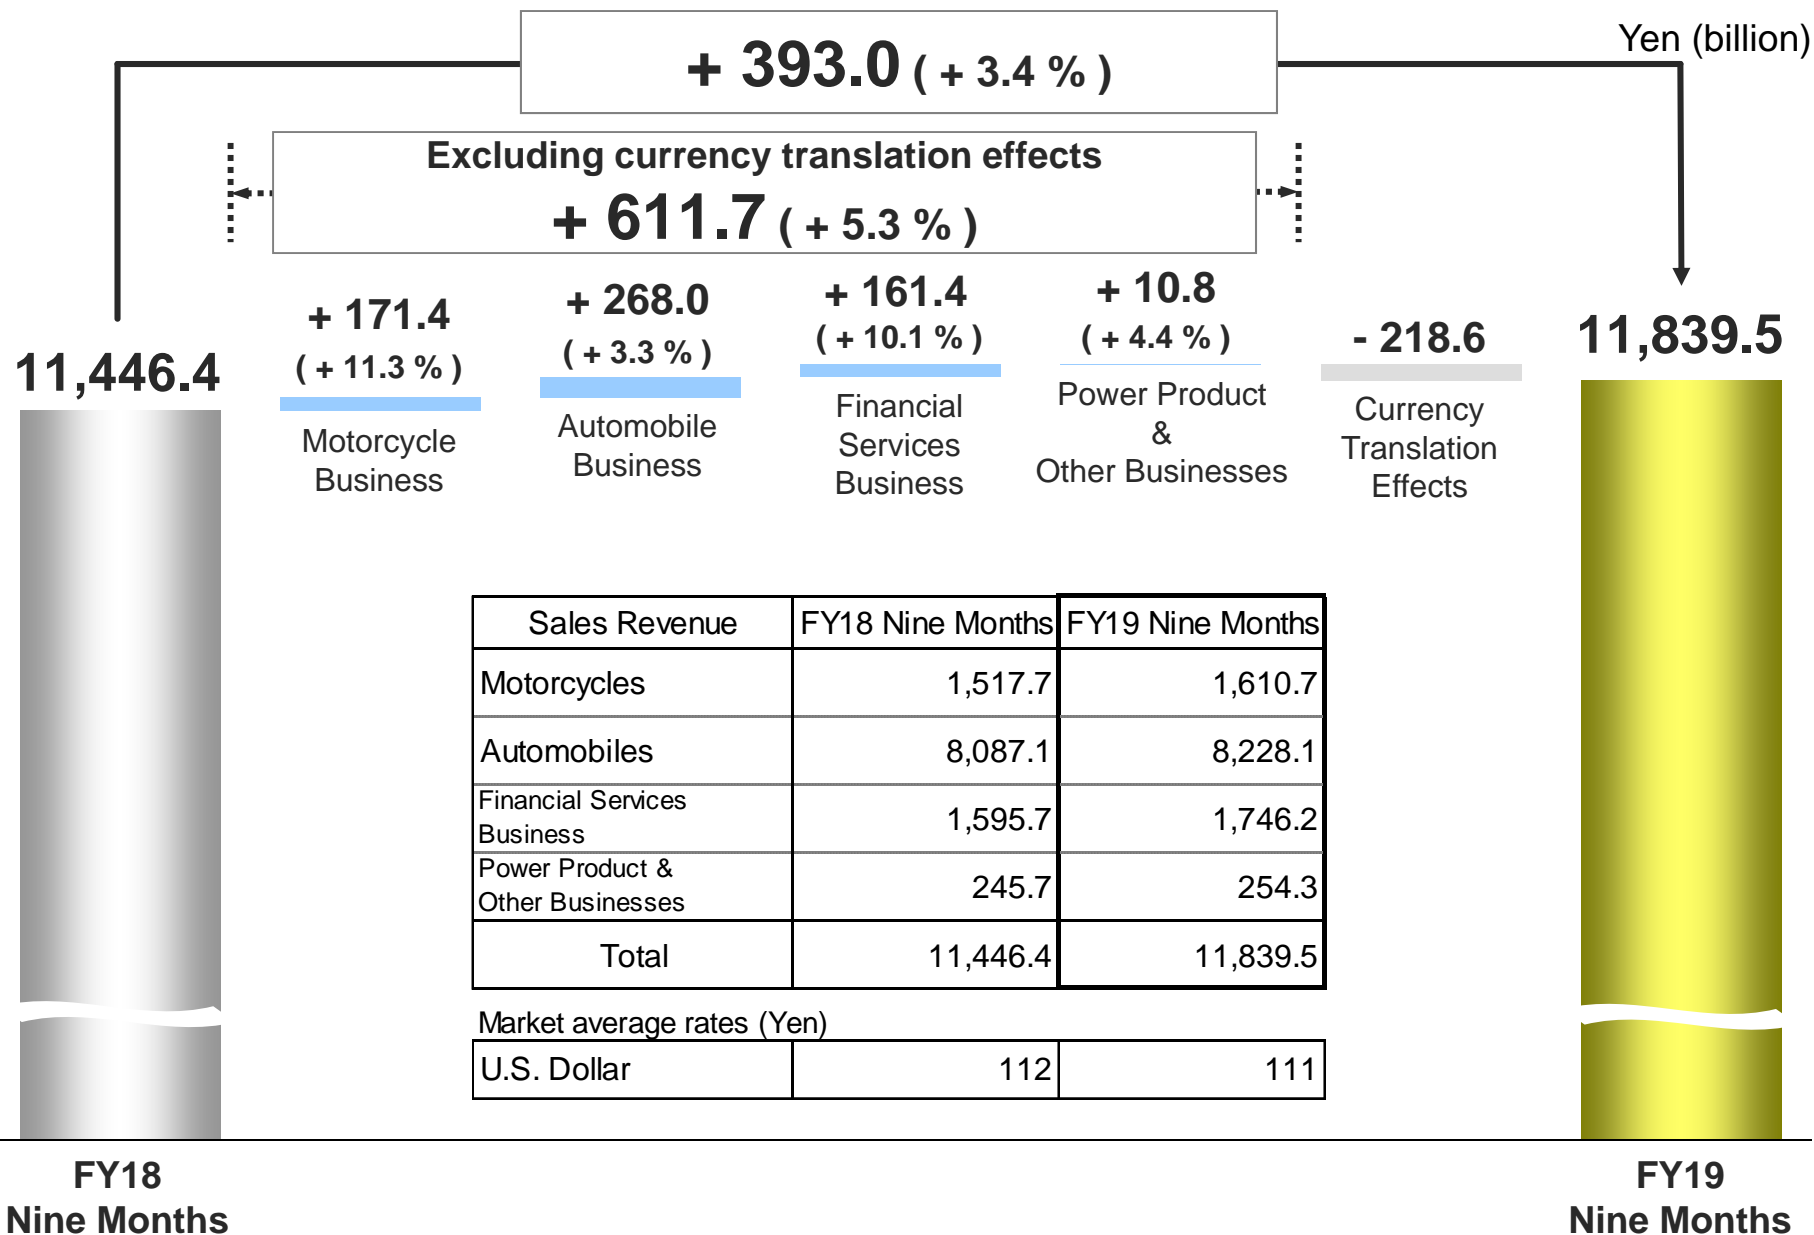 Yen (billion)
+ 393.0 ( + 3.4 % )
Excluding currency translation effects
+ 611.7 ( + 5.3 % )
11,446.4
+ 171.4
( + 11.3 % )
Motorcycle
Business
+ 268.0
( + 3.3 % )
Automobile
Business
+ 161.4
( + 10.1 % )
Financial
Services
Business
+ 10.8
( + 4.4 % )
Power Product
&
Other Businesses
- 218.6
Currency
Translation
Effects
11,839.5
Sales Revenue FY18 Nine Months FY19 Nine Months
Motorcycles 1,517.7 1,610.7
Automobiles 8,087.1 8,228.1
Financial Services
Business 1,595.7 1,746.2
Power Product &
Other Businesses 245.7 254.3
Total 11,446.4 11,839.5
Market average rates (Yen)
U.S. Dollar 112 111
FY18
Nine Months
FY19
Nine Months